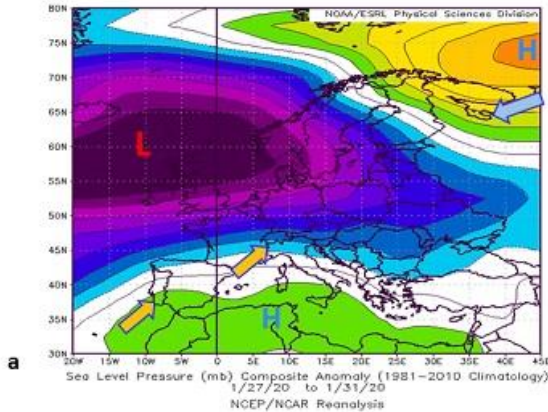 NOAA/ESRL Physical Sciences Division
80N
75N
70N
65N
60N
55N
50N
45N
40N
35N
30N
H
L
H
20W 15W 10W 5W 0 5E 10E 15E 20E 25E 30E 35E 40E 45E
a
Sea Level Pressure (mb) Composite Anomaly (1981-2010 Climatology)
1/27/20 to 1/31/20
NCEP/NCAR Reanalysis